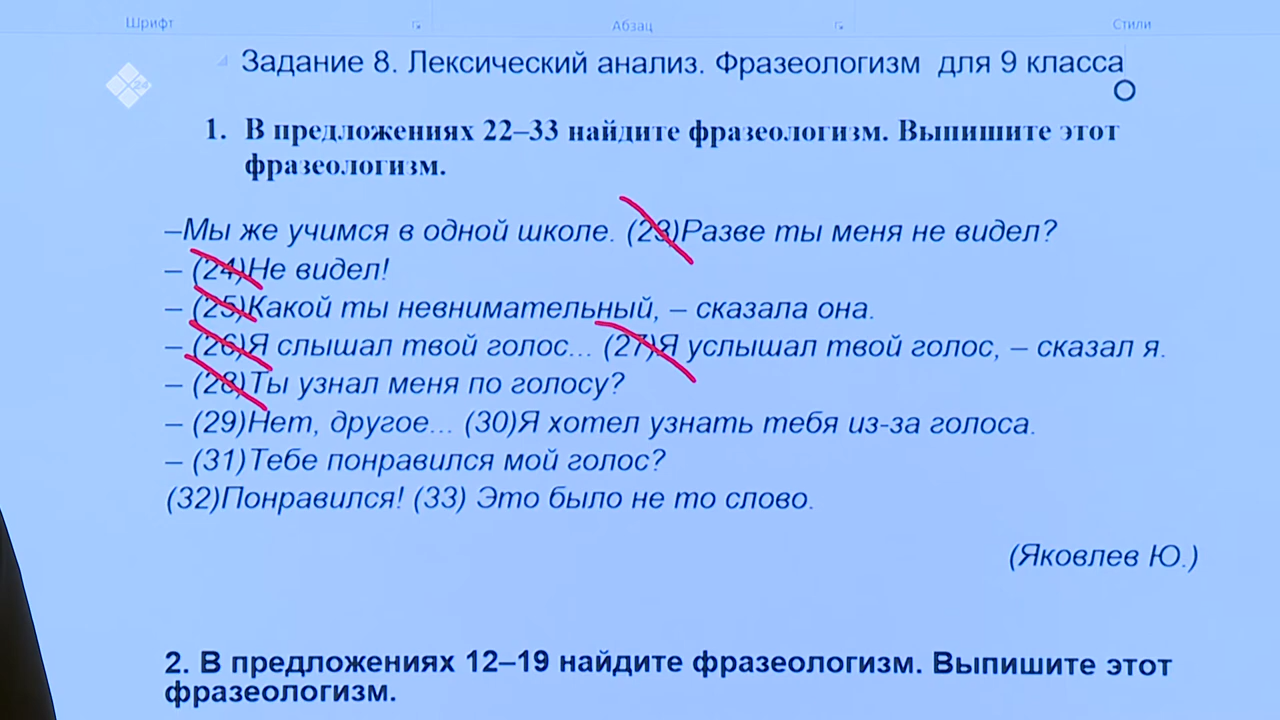 Шрифт Абзац Стили
24
Задание 8. Лексический анализ. Фразеологизм для 9 класса
1. В предложениях 22–33 найдите фразеологизм. Выпишите этот
фразеологизм.
–Мы же учимся в одной школе. (23)Разве ты меня не видел?
– (24)Не видел!
– (25)Какой ты невнимательный, – сказала она.
– (26)Я слышал твой голос... (27)Я услышал твой голос, – сказал я.
– (28)Ты узнал меня по голосу?
– (29)Нет, другое... (30)Я хотел узнать тебя из-за голоса.
– (31)Тебе понравился мой голос?
(32)Понравился! (33) Это было не то слово.
(Яковлев Ю.)
2. В предложениях 12–19 найдите фразеологизм. Выпишите этот
фразеологизм.